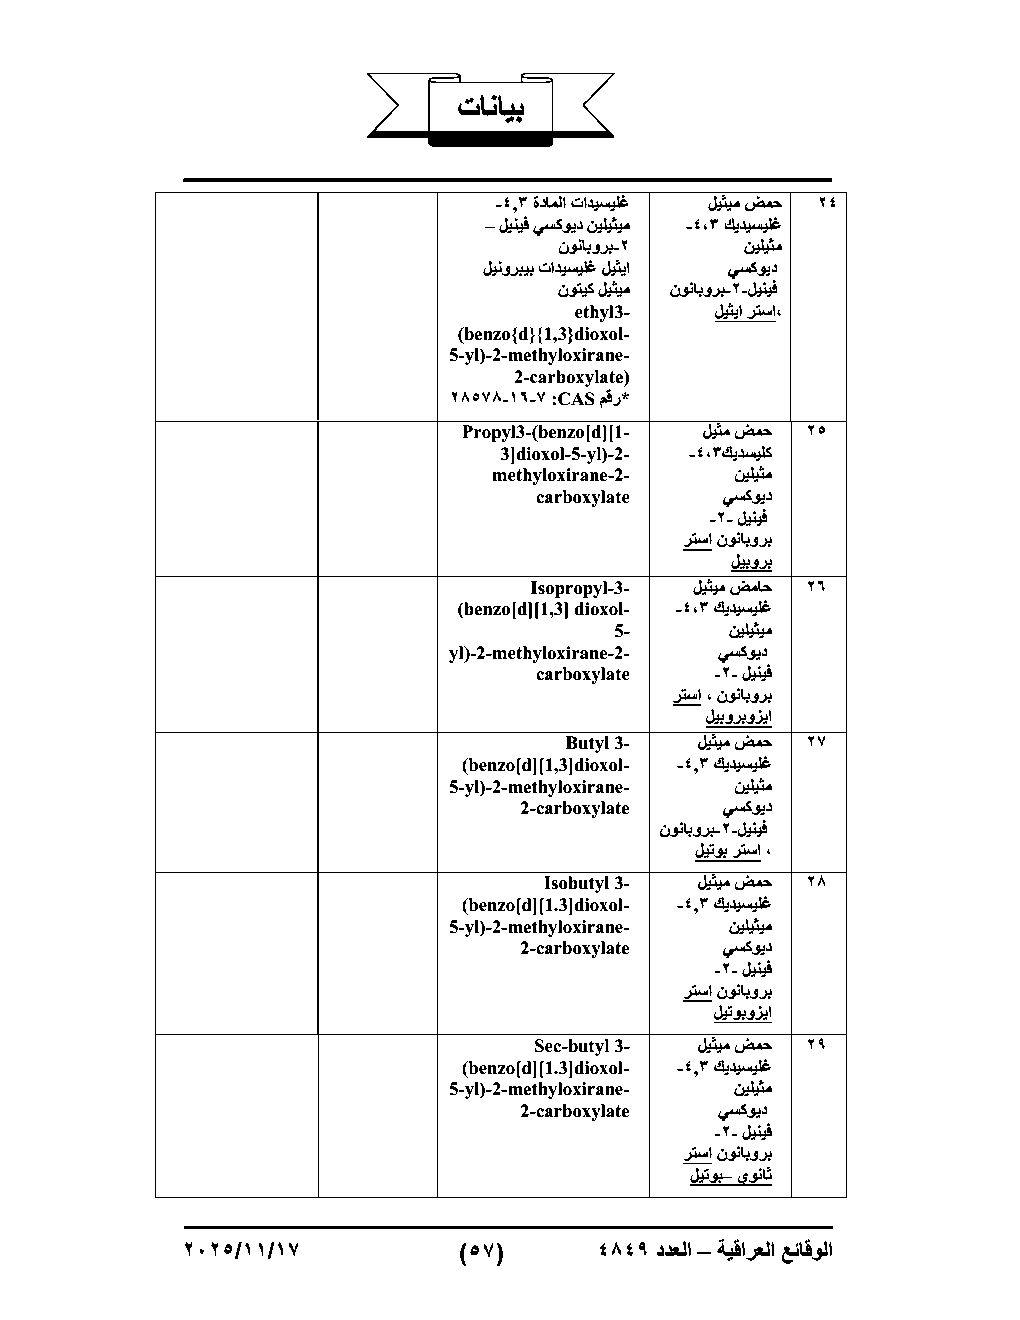 بيانات
٢٤
حمض ميثيل
غليسيديك ٤،٣-
مثيلين
ديوكسي
فينيل-٢-بروبانون
،استر ايثيل
غليسيدات المادة ٤,٣-
ميثيلين ديوكسي فينيل –
٢-بروبانون
ايثيل غليسيدات بيبرونيل
ميثيل كيتون
ethyl3-
(benzo{d}{1,3}dioxol-
5-yl)-2-methyloxirane-
2-carboxylate)
*رقم CAS: ٧-١٦-٢٨٥٧٨
٢٥
حمض مثيل
كليسديك٤،٣-
مثيلين
ديوكسي
فينيل -٢-
بروبانون استر
بروبيل
Propyl3-(benzo[d][1-
3]dioxol-5-yl)-2-
methyloxirane-2-
carboxylate
٢٦
حامض ميثيل
غليسيديك ٤،٣-
ميثيلين
ديوكسي
فينيل -٢-
بروبانون ، استر
ايزوبروبيل
Isopropyl-3-
(benzo[d][1,3] dioxol-
5-
yl)-2-methyloxirane-2-
carboxylate
٢٧
حمض ميثيل
غليسيديك ٤,٣-
مثيلين
ديوكسي
فينيل-٢-بروبانون
، استر بوتيل
Butyl 3-
(benzo[d][1,3]dioxol-
5-yl)-2-methyloxirane-
2-carboxylate
٢٨
حمض ميثيل
غليسيديك ٤,٣-
ميثيلين
ديوكسي
فينيل -٢-
بروبانون استر
ايزوبوتيل
Isobutyl 3-
(benzo[d][1.3]dioxol-
5-yl)-2-methyloxirane-
2-carboxylate
٢٩
حمض ميثيل
غليسيديك ٤,٣-
مثيلين
ديوكسي
فينيل -٢-
بروبانون استر
ثانوي –بوتيل
Sec-butyl 3-
(benzo[d][1.3]dioxol-
5-yl)-2-methyloxirane-
2-carboxylate
الوقائع العراقية – العدد ٤٨٤٩ (٥٧) ٢٠٢٥/١١/١٧